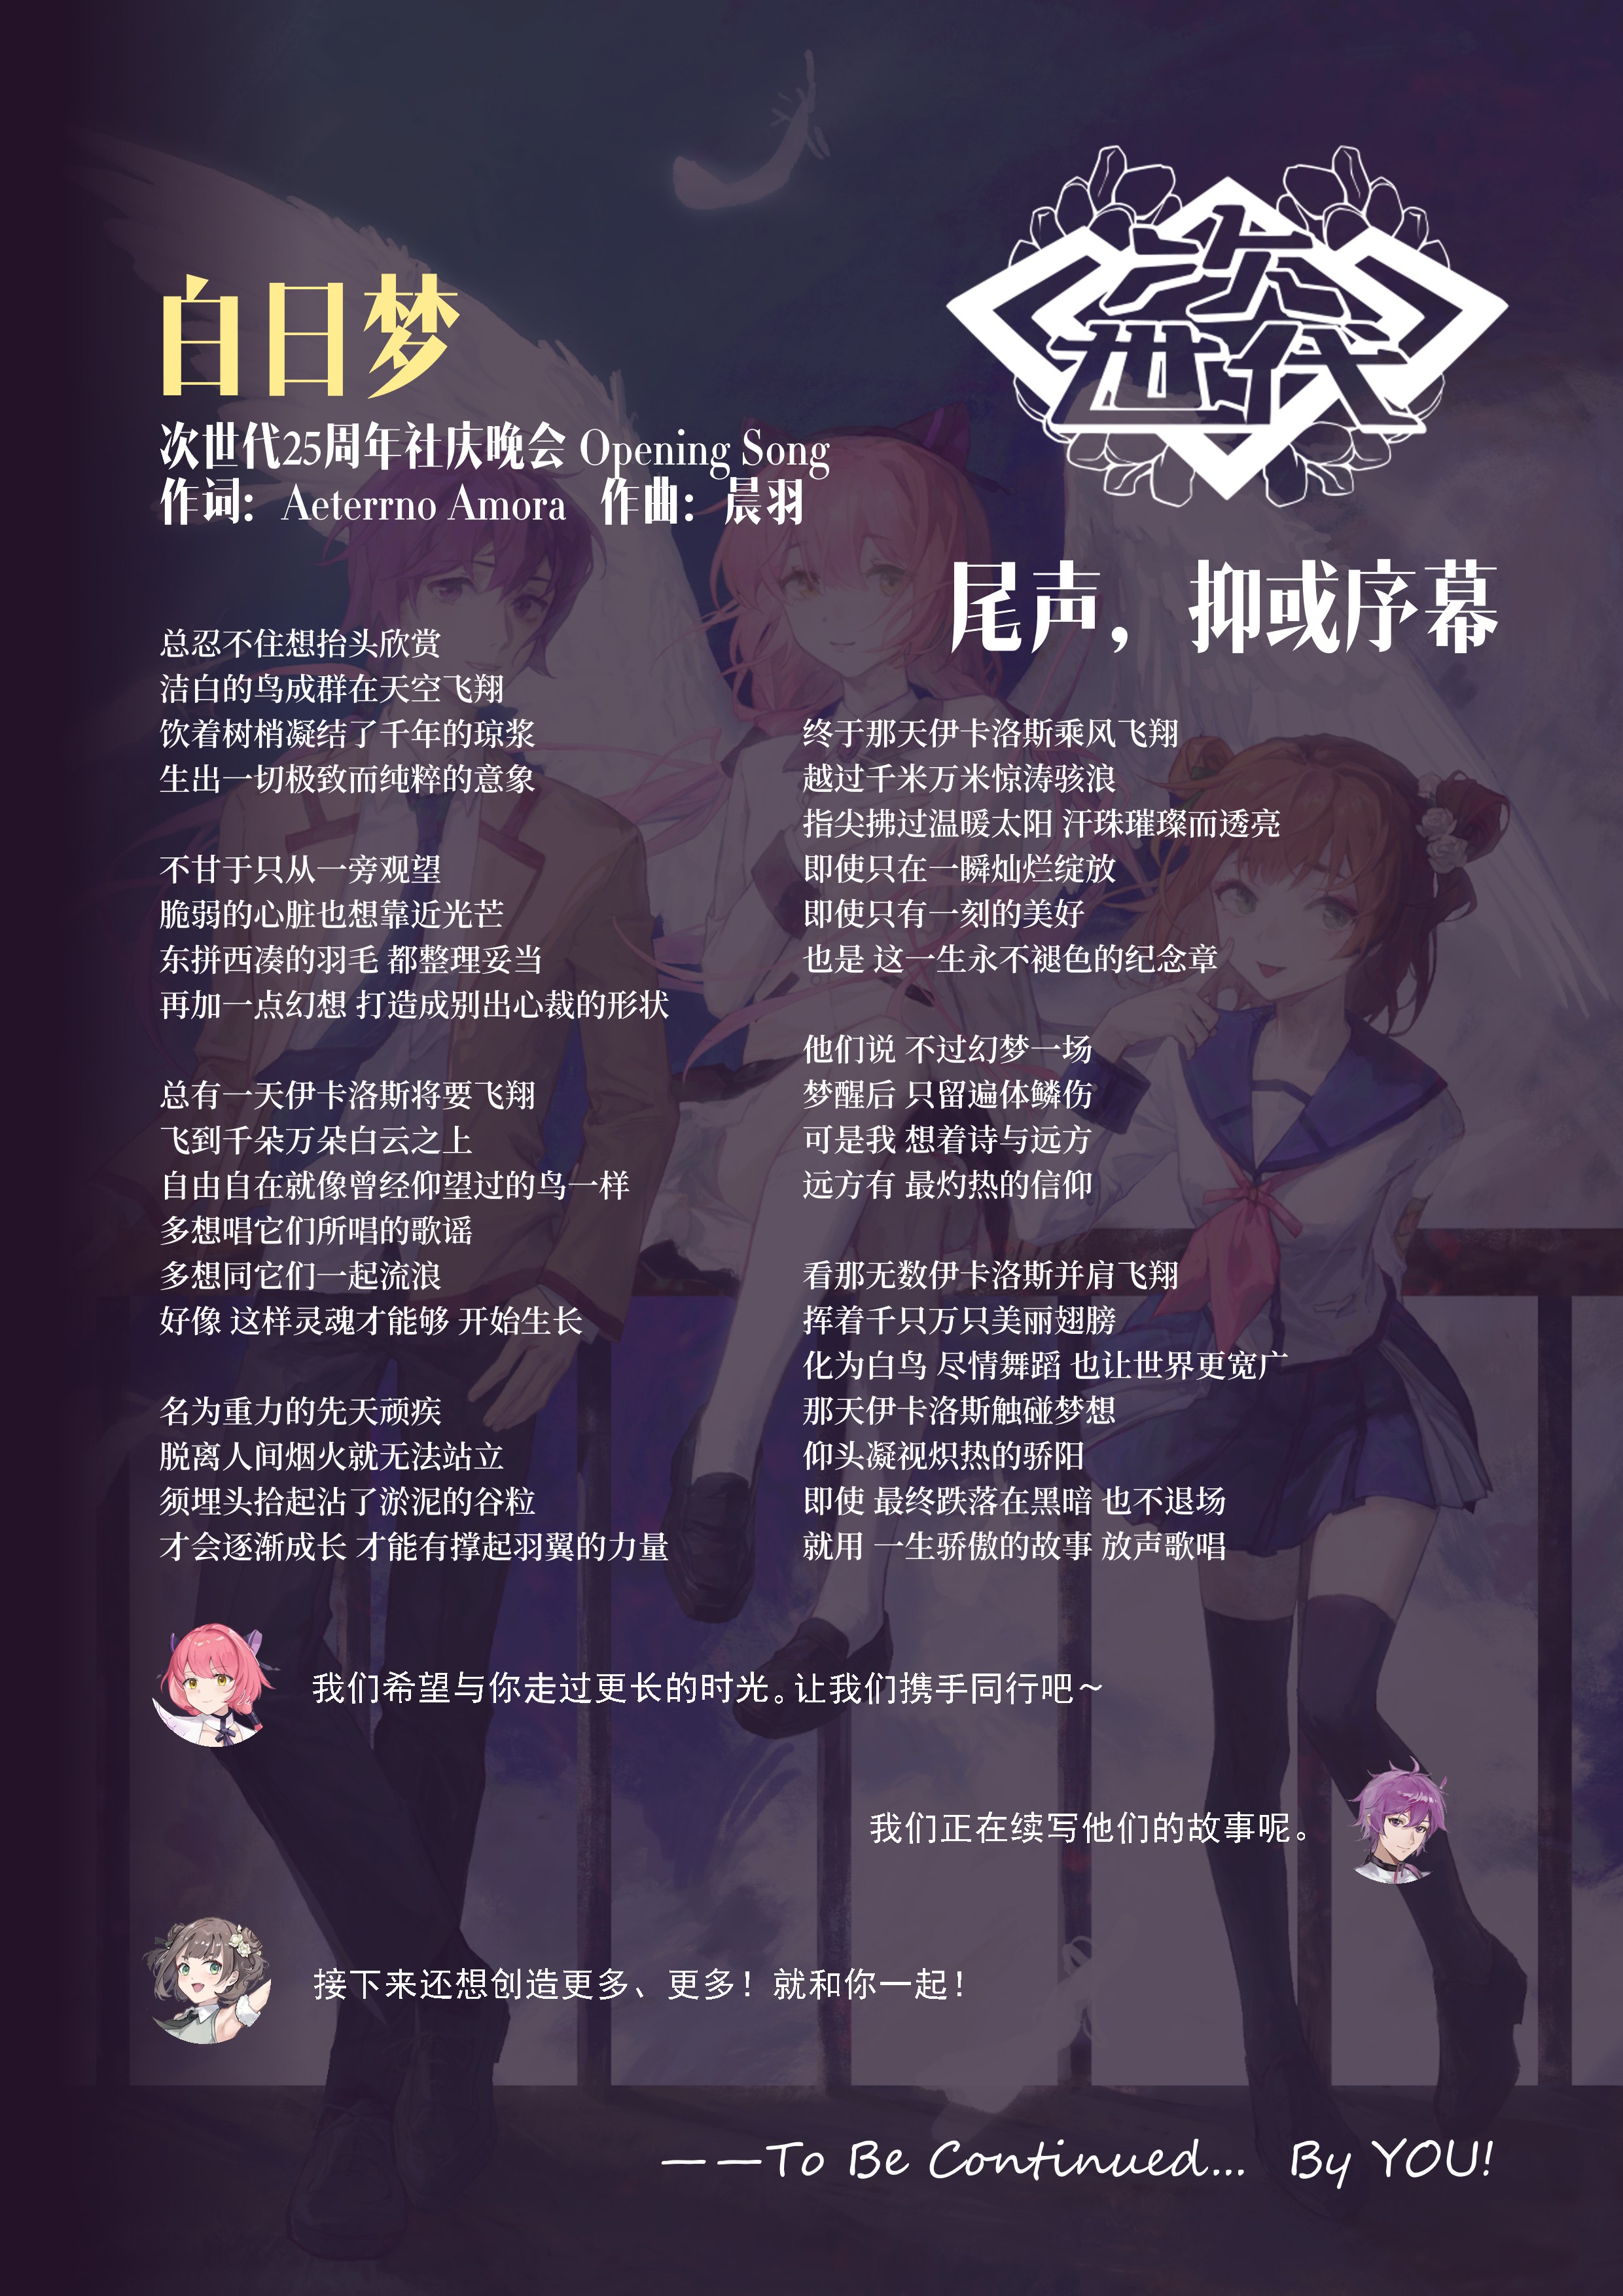 次
世代
白日梦
次世代25周年社庆晚会 Opening Song
作词：Aeterrno Amora 作曲：晨羽
尾声，抑或序幕
总忍不住想抬头欣赏
洁白的鸟成群在天空飞翔
饮着树梢凝结了千年的琼浆
生出一切极致而纯粹的意象
不甘于只从一旁观望
脆弱的心脏也想靠近光芒
东拼西凑的羽毛 都整理妥当
再加一点幻想 打造成别出心裁的形状
总有一天伊卡洛斯将要飞翔
飞到千朵万朵白云之上
自由自在就像曾经仰望过的鸟一样
多想唱它们所唱的歌谣
多想同它们一起流浪
好像 这样灵魂才能够 开始生长
名为重力的先天顽疾
脱离人间烟火就无法站立
须埋头拾起沾了淤泥的谷粒
才会逐渐成长 才能有撑起羽翼的力量
终于那天伊卡洛斯乘风飞翔
越过千米万米惊涛骇浪
指尖拂过温暖太阳 汗珠璀璨而透亮
即使只在一瞬灿烂绽放
即使只有一刻的美好
也是 这一生永不褪色的纪念章
他们说 不过幻梦一场
梦醒后 只留遍体鳞伤
可是我 想着诗与远方
远方有 最灼热的信仰
看那无数伊卡洛斯并肩飞翔
挥着千只万只美丽翅膀
化为白鸟 尽情舞蹈 也让世界更宽广
那天伊卡洛斯触碰梦想
仰头凝视炽热的骄阳
即使 最终跌落在黑暗 也不退场
就用 一生骄傲的故事 放声歌唱
我们希望与你走过更长的时光。让我们携手同行吧~
我们正在续写他们的故事呢。
接下来还想创造更多、更多！就和你一起！
——To Be Continued... By YOU!